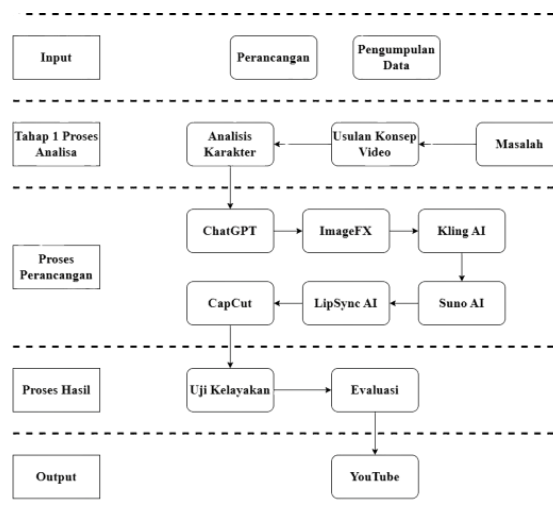 Input
Perancangan
Pengumpulan
Data
Tahap 1 Proses
Analisa
Analisis
Karakter
Usulan Konsep
Video
Masalah
Proses
Perancangan
ChatGPT
ImageFX
Kling AI
CapCut
LipSync AI
Suno AI
Proses Hasil
Uji Kelayakan
Evaluasi
Output
YouTube